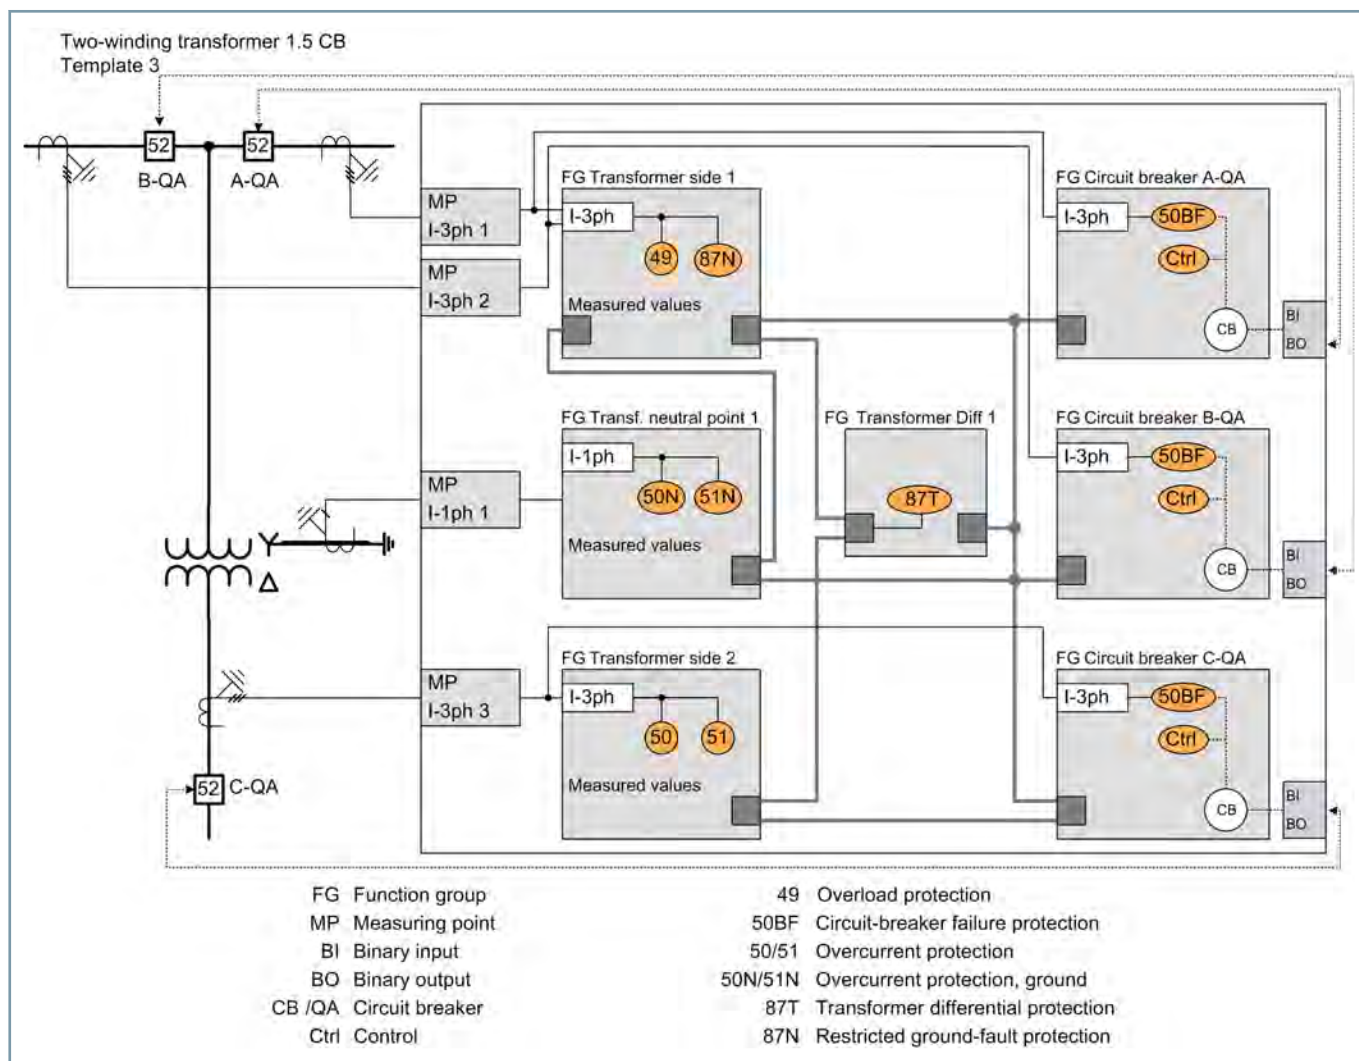 Two-winding transformer 1.5 CB
Template 3
52
52
B-QA
A-QA
MP
I-3ph 1
MP
I-3ph 2
FG Transformer side 1
I-3ph
49
87N
Measured values
FG Circuit breaker A-QA
I-3ph
50BF
Ctrl
CB
BI
BO
MP
I-1ph 1
FG Transf. neutral point 1
I-1ph
50N
51N
Measured values
FG Transformer Diff 1
87T
FG Circuit breaker B-QA
I-3ph
50BF
Ctrl
CB
BI
BO
Y
Δ
MP
I-3ph 3
FG Transformer side 2
I-3ph
50
51
Measured values
FG Circuit breaker C-QA
I-3ph
50BF
Ctrl
CB
BI
BO
52
C-QA
FG Function group
MP Measuring point
BI Binary input
BO Binary output
CB /QA Circuit breaker
Ctrl Control
49 Overload protection
50BF Circuit-breaker failure protection
50/51 Overcurrent protection
50N/51N Overcurrent protection, ground
87T Transformer differential protection
87N Restricted ground-fault protection